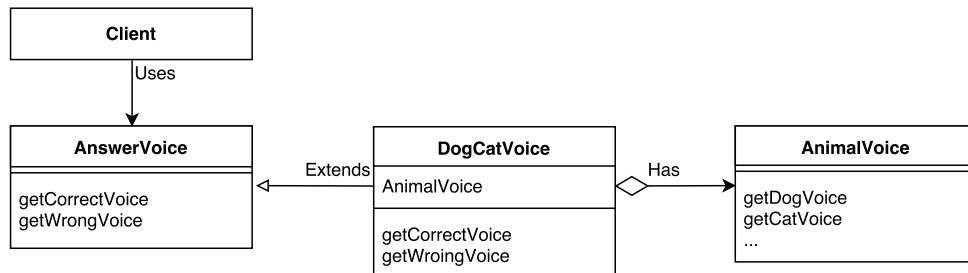 Client
Uses
AnswerVoice
getCorrectVoice
getWrongVoice
Extends
DogCatVoice
AnimalVoice
getCorrectVoice
getWroingVoice
Has
AnimalVoice
getDogVoice
getCatVoice
...